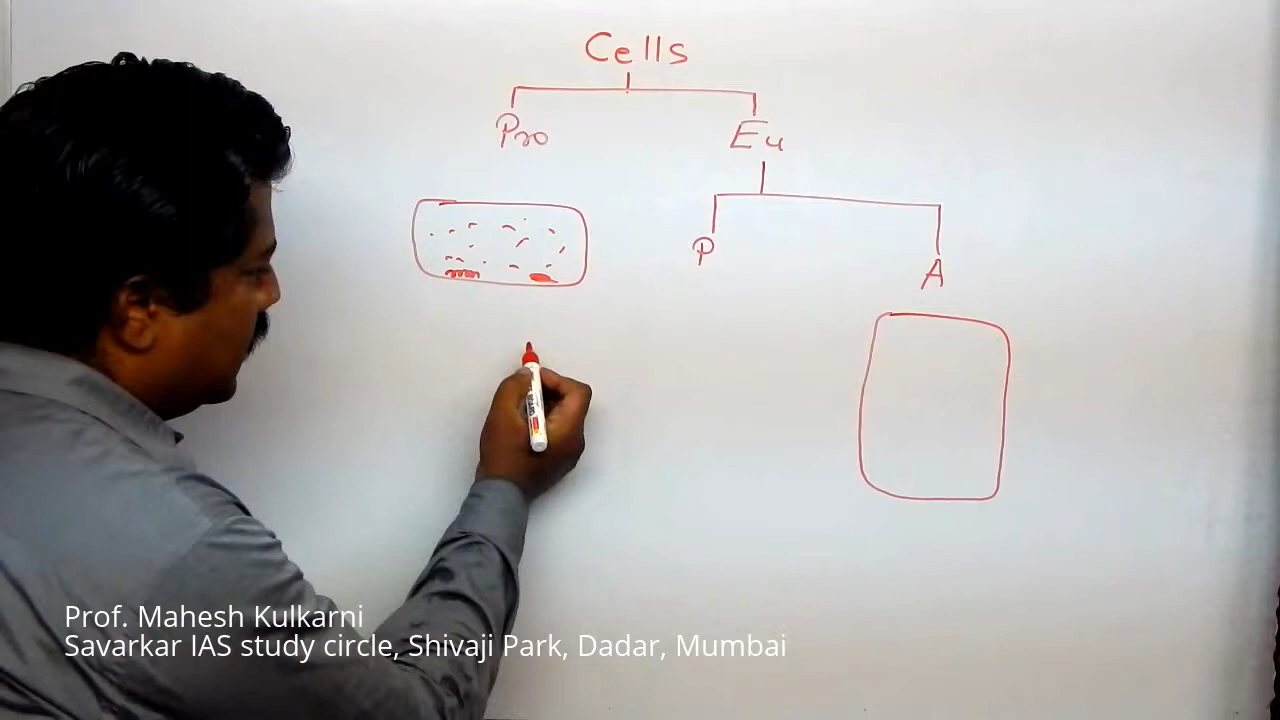 Cells
Pro Eu
P A
Prof. Mahesh Kulkarni
Savarkar IAS study circle, Shivaji Park, Dadar, Mumbai